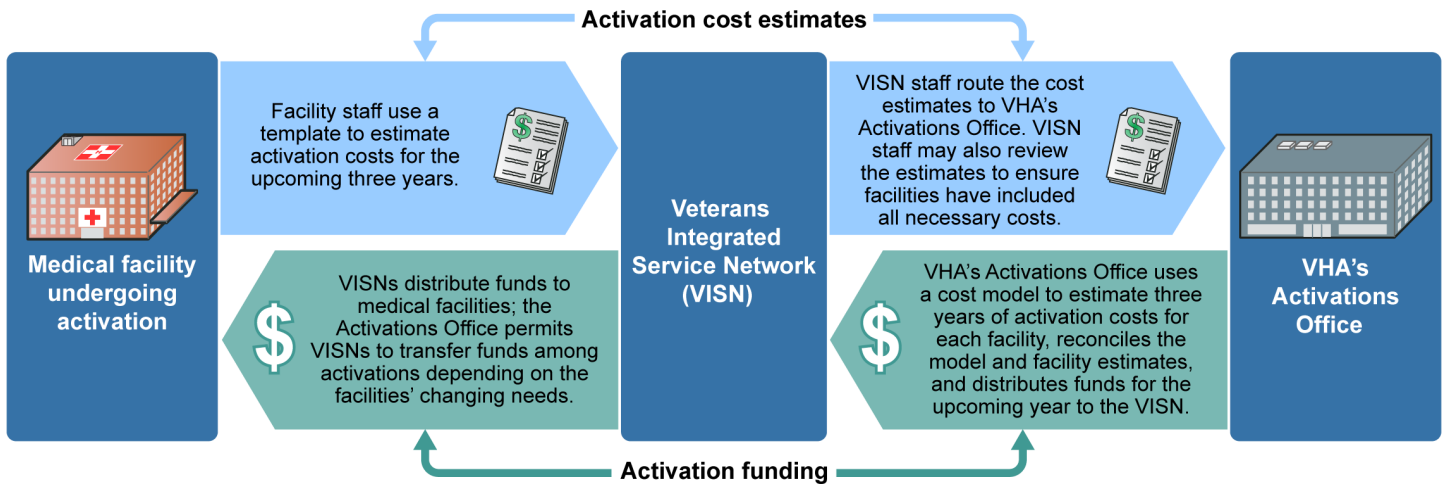 Activation cost estimates
Facility staff use a
template to estimate
activation costs for the
upcoming three years.
$
VISN staff route the cost
estimates to VHA’s
Activations Office. VISN
staff may also review
the estimates to ensure
facilities have included
all necessary costs.
$
Medical facility
undergoing
activation
Veterans
Integrated
Service Network
(VISN)
VHA’s
Activations
Office
$
VISNs distribute funds to
medical facilities; the
Activations Office permits
VISNs to transfer funds among
activations depending on the
facilities’ changing needs.
$
VHA’s Activations Office uses
a cost model to estimate three
years of activation costs for
each facility, reconciles the
model and facility estimates,
and distributes funds for the
upcoming year to the VISN.
Activation funding